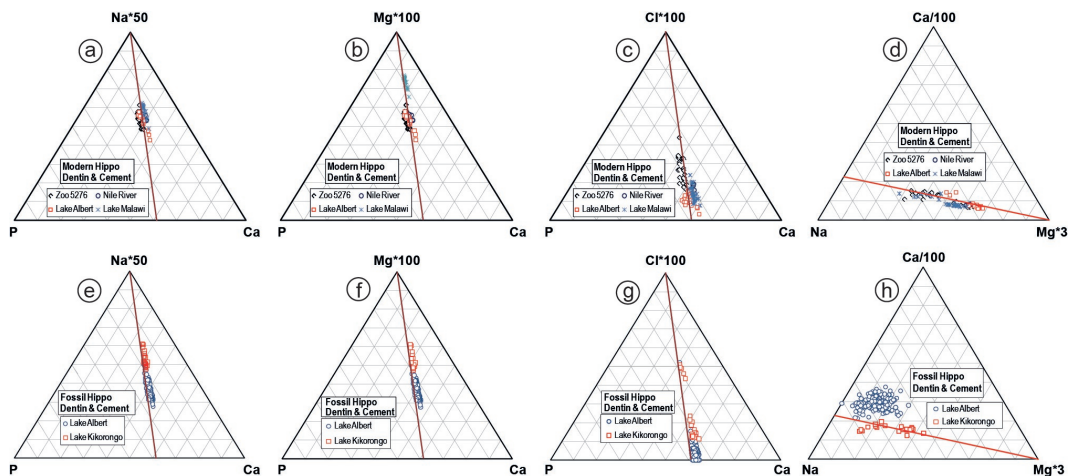 Na*50
Mg*100
Cl*100
Ca/100
a
b
c
d
Modern Hippo
Dentin & Cement
Zoo 5276 Nile River
Lake Albert Lake Malawi
Modern Hippo
Dentin & Cement
Zoo 5276 Nile River
Lake Albert Lake Malawi
Modern Hippo
Dentin & Cement
Zoo 5276 Nile River
Lake Albert Lake Malawi
Modern Hippo
Dentin & Cement
Zoo 5276 Nile River
Lake Albert Lake Malawi
P Ca
P Ca
P Ca
Na Mg*3
Na*50
Mg*100
Cl*100
Ca/100
e
f
g
h
Fossil Hippo
Dentin & Cement
Lake Albert
Lake Kikorongo
Fossil Hippo
Dentin & Cement
Lake Albert
Lake Kikorongo
Fossil Hippo
Dentin & Cement
Lake Albert
Lake Kikorongo
Fossil Hippo
Dentin & Cement
Lake Albert
Lake Kikorongo
P Ca
P Ca
P Ca
Na Mg*3